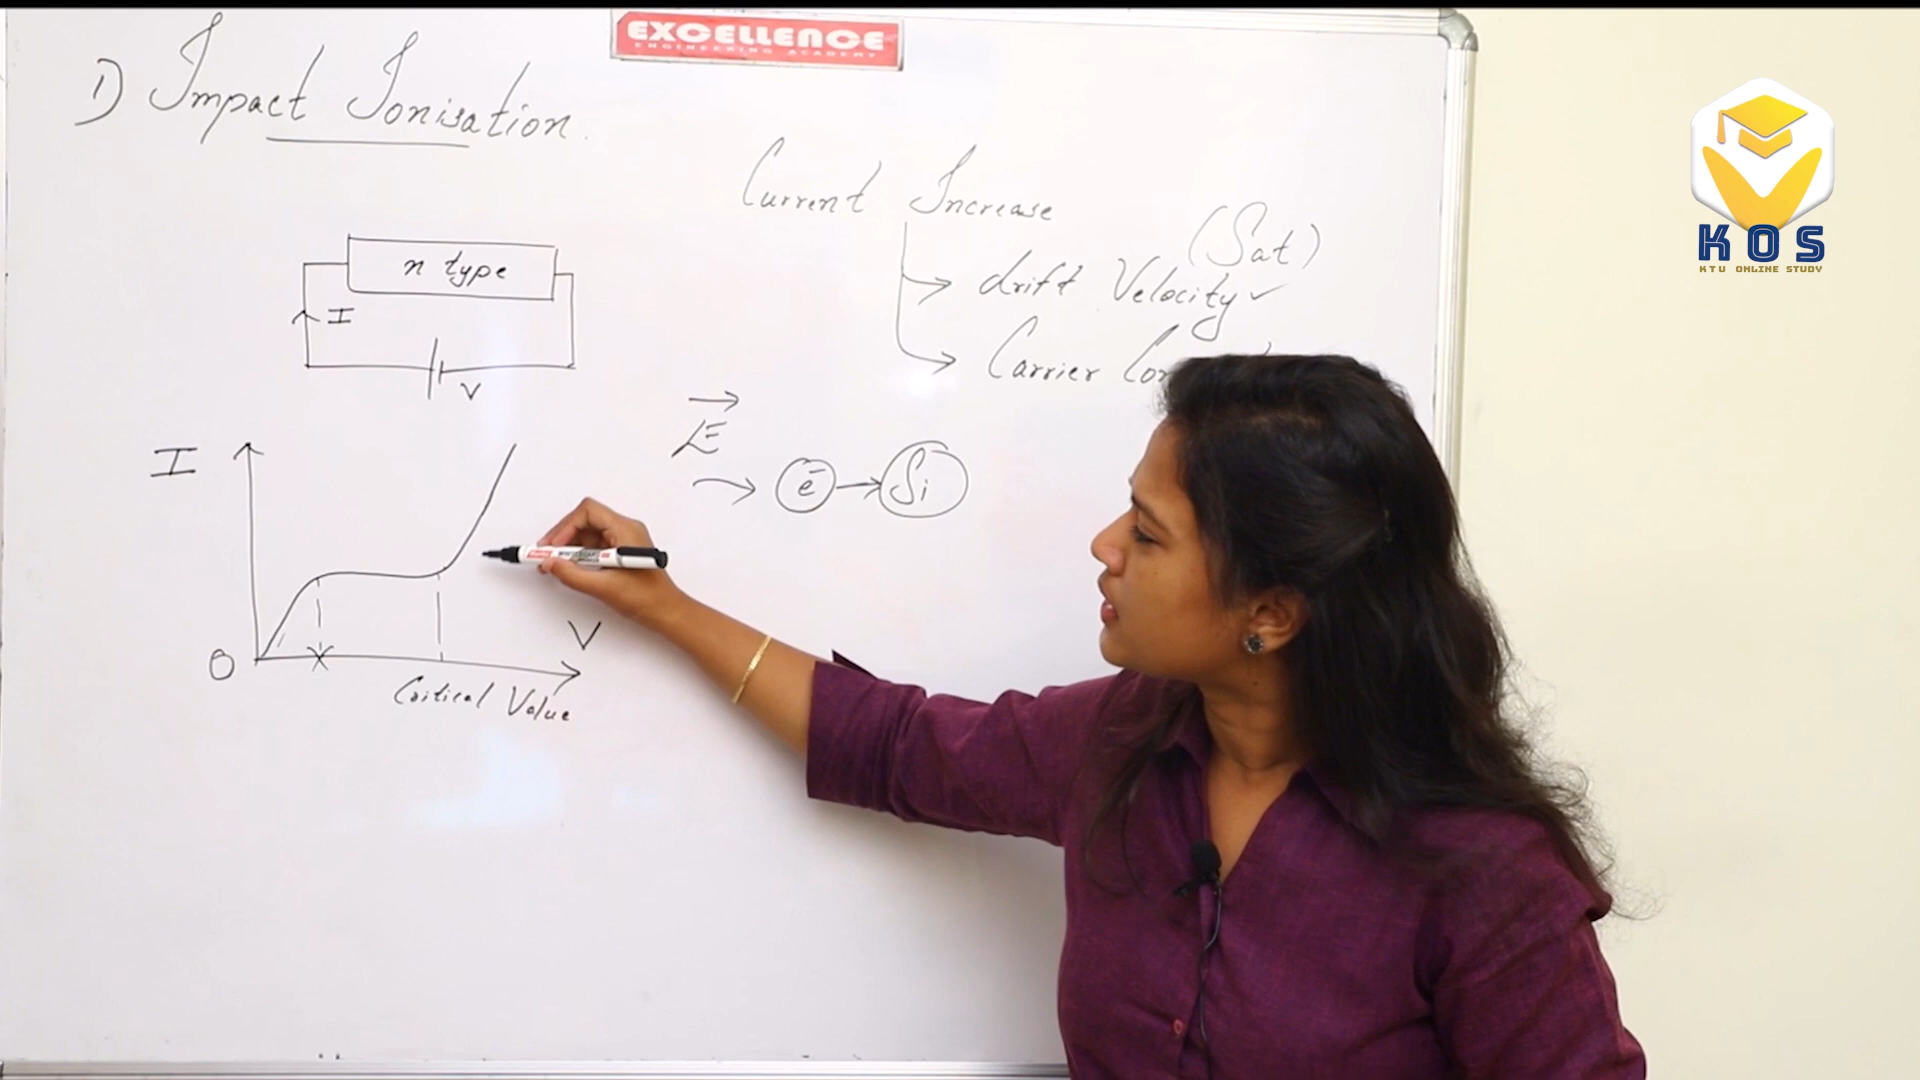 EXCELLENCE
ENGINEERING ACADEMY
1) Impact Ionisation.
Current Increase
(Sat)
drift Velocity ✓
Carrier
n type
I
V
E
e⁻ Si
I
V
0
Critical Value
KOS
KTU ONLINE STUDY